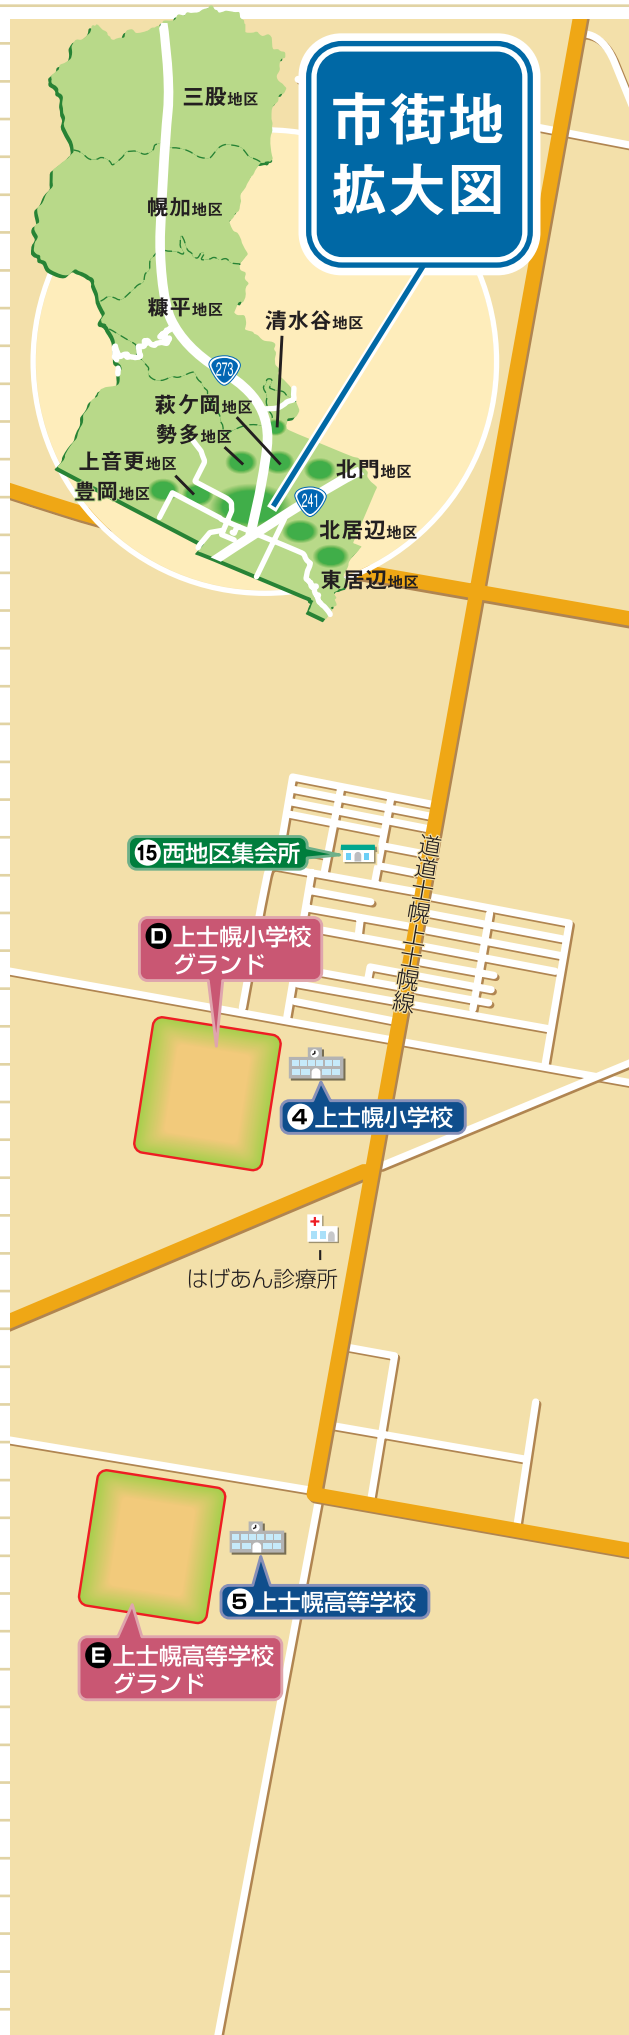 市街地
拡大図
三股地区
幌加地区
糠平地区
清水谷地区
273
萩ケ岡地区
勢多地区
上音更地区
北門地区
豊岡地区
241
北居辺地区
東居辺地区
15西地区集会所
道道士幌上士幌線
D上士幌小学校
グランド
4上士幌小学校
はげあん診療所
5上士幌高等学校
E上士幌高等学校
グランド